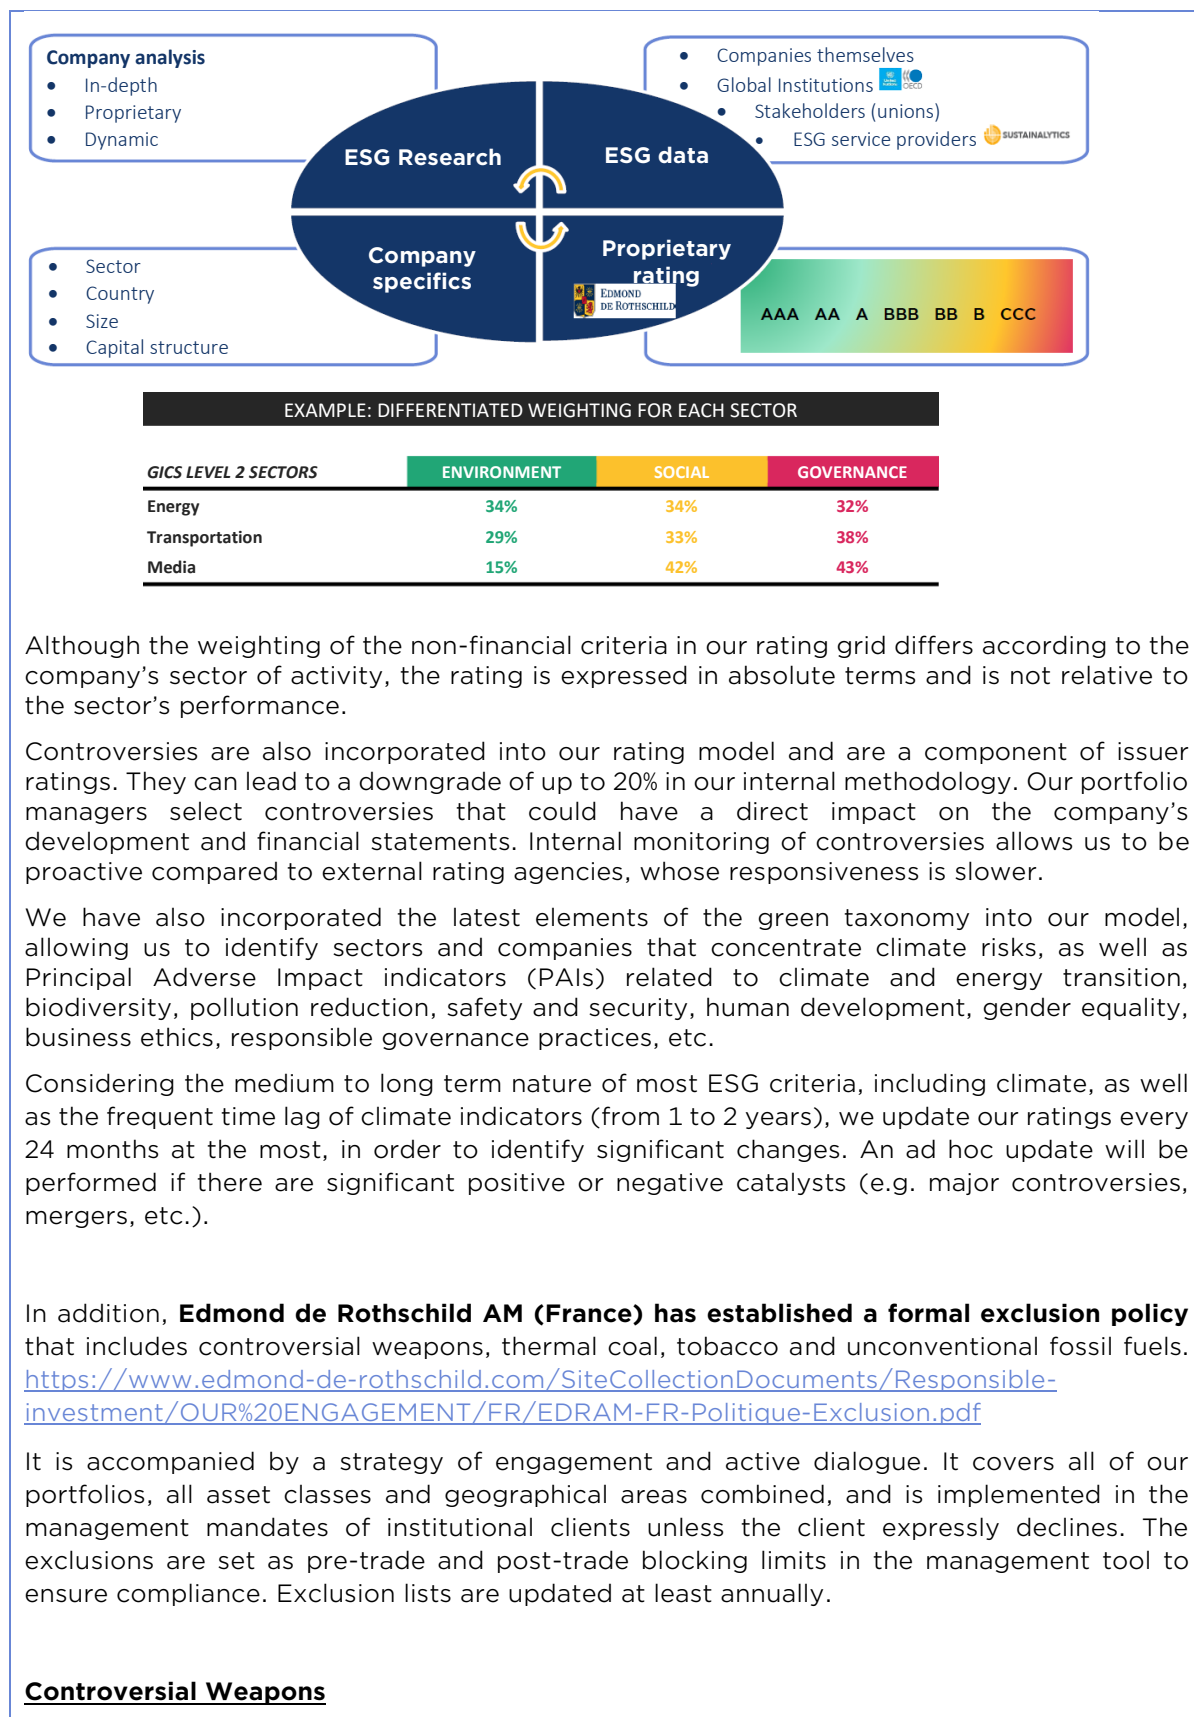 Company analysis
• In-depth
• Proprietary
• Dynamic
• Companies themselves
• Global Institutions OECD
• Stakeholders (unions)
• ESG service providers SUSTAINALYTICS
ESG Research
ESG data
Company
specifics
Proprietary
rating
EDMOND
DE ROTHSCHILD
• Sector
• Country
• Size
• Capital structure
AAA AA A BBB BB B CCC
EXAMPLE: DIFFERENTIATED WEIGHTING FOR EACH SECTOR
GICS LEVEL 2 SECTORS ENVIRONMENT SOCIAL GOVERNANCE
Energy 34% 34% 32%
Transportation 29% 33% 38%
Media 15% 42% 43%
Although the weighting of the non-financial criteria in our rating grid differs according to the
company's sector of activity, the rating is expressed in absolute terms and is not relative to
the sector's performance.
Controversies are also incorporated into our rating model and are a component of issuer
ratings. They can lead to a downgrade of up to 20% in our internal methodology. Our portfolio
managers select controversies that could have a direct impact on the company's
development and financial statements. Internal monitoring of controversies allows us to be
proactive compared to external rating agencies, whose responsiveness is slower.
We have also incorporated the latest elements of the green taxonomy into our model,
allowing us to identify sectors and companies that concentrate climate risks, as well as
Principal Adverse Impact indicators (PAIs) related to climate and energy transition,
biodiversity, pollution reduction, safety and security, human development, gender equality,
business ethics, responsible governance practices, etc.
Considering the medium to long term nature of most ESG criteria, including climate, as well
as the frequent time lag of climate indicators (from 1 to 2 years), we update our ratings every
24 months at the most, in order to identify significant changes. An ad hoc update will be
performed if there are significant positive or negative catalysts (e.g. major controversies,
mergers, etc.).
In addition, Edmond de Rothschild AM (France) has established a formal exclusion policy
that includes controversial weapons, thermal coal, tobacco and unconventional fossil fuels.
https://www.edmond-de-rothschild.com/SiteCollectionDocuments/Responsible-
investment/OUR%20ENGAGEMENT/FR/EDRAM-FR-Politique-Exclusion.pdf
It is accompanied by a strategy of engagement and active dialogue. It covers all of our
portfolios, all asset classes and geographical areas combined, and is implemented in the
management mandates of institutional clients unless the client expressly declines. The
exclusions are set as pre-trade and post-trade blocking limits in the management tool to
ensure compliance. Exclusion lists are updated at least annually.
Controversial Weapons